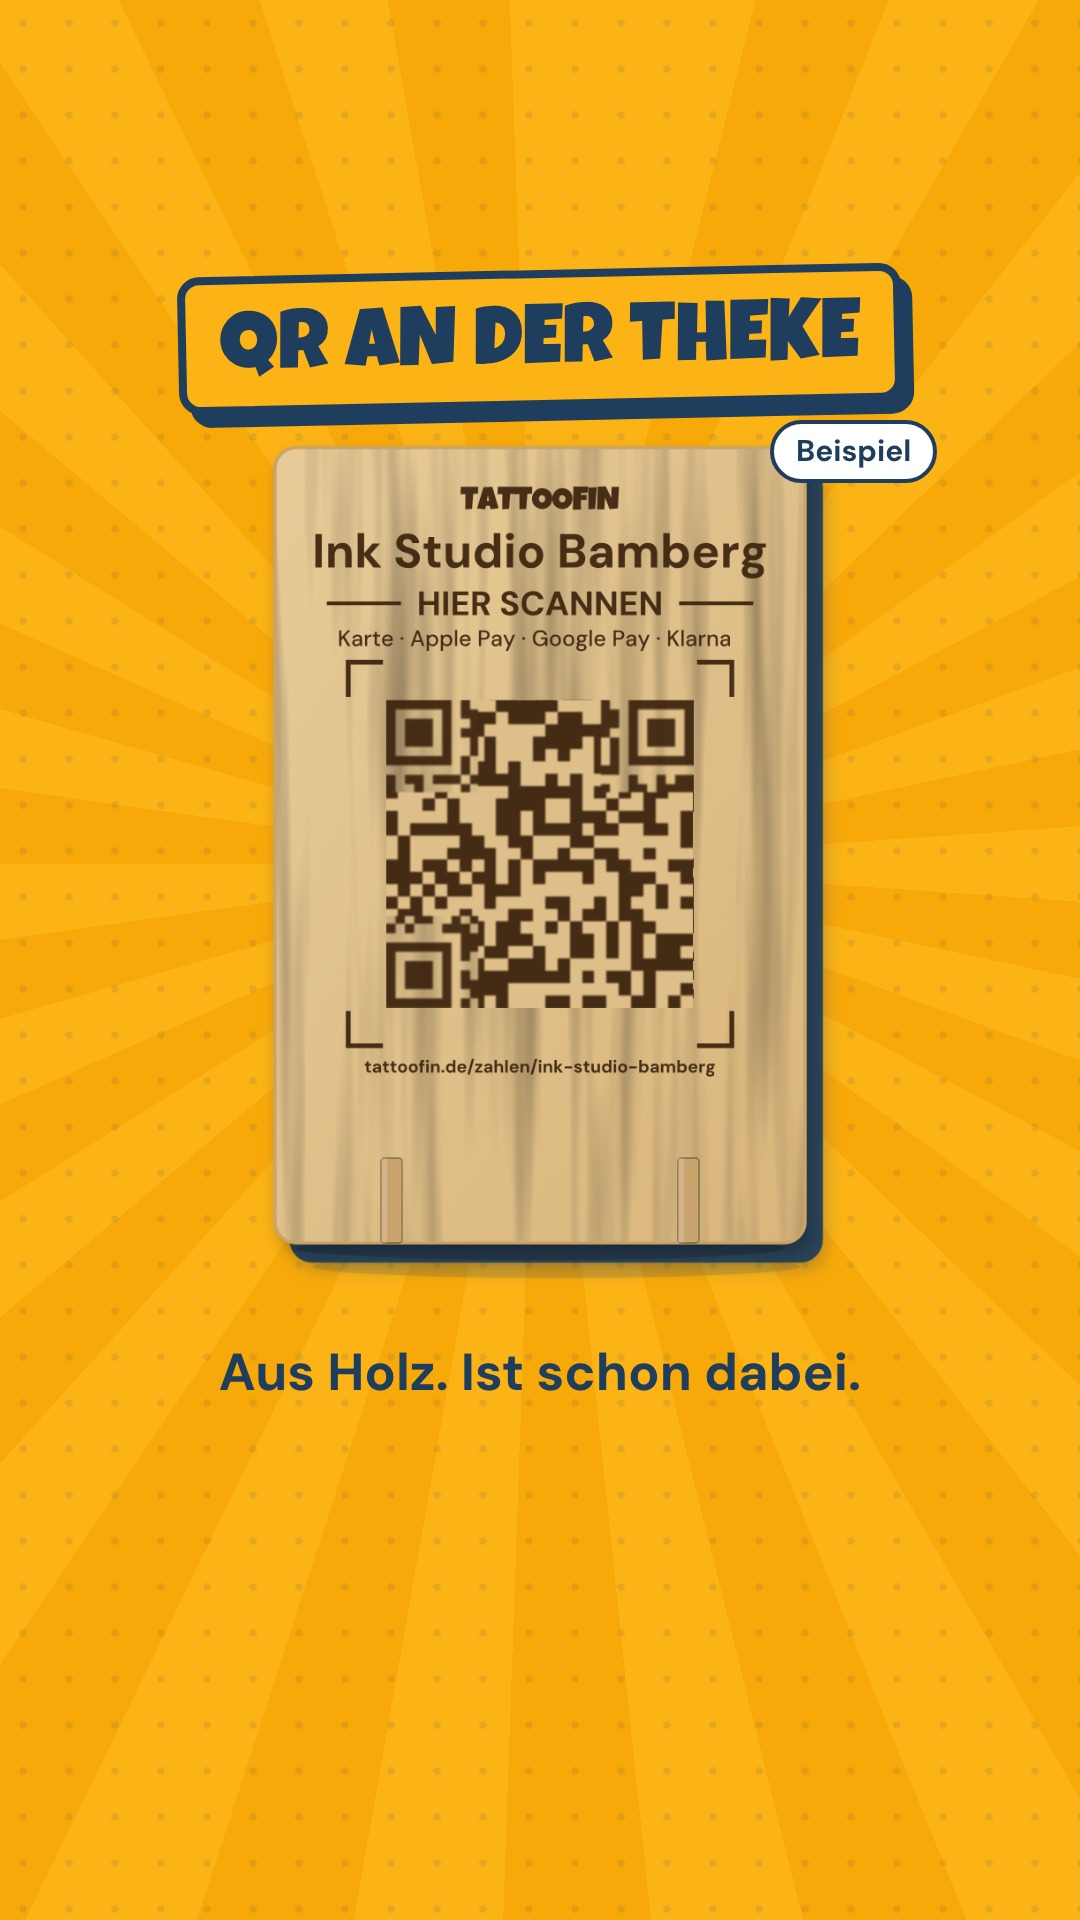 QR AN DER THEKE
Beispiel
TATTOOFIN
Ink Studio Bamberg
HIER SCANNEN
Karte · Apple Pay · Google Pay · Klarna
tattoofin.de/zahlen/ink-studio-bamberg
Aus Holz. Ist schon dabei.